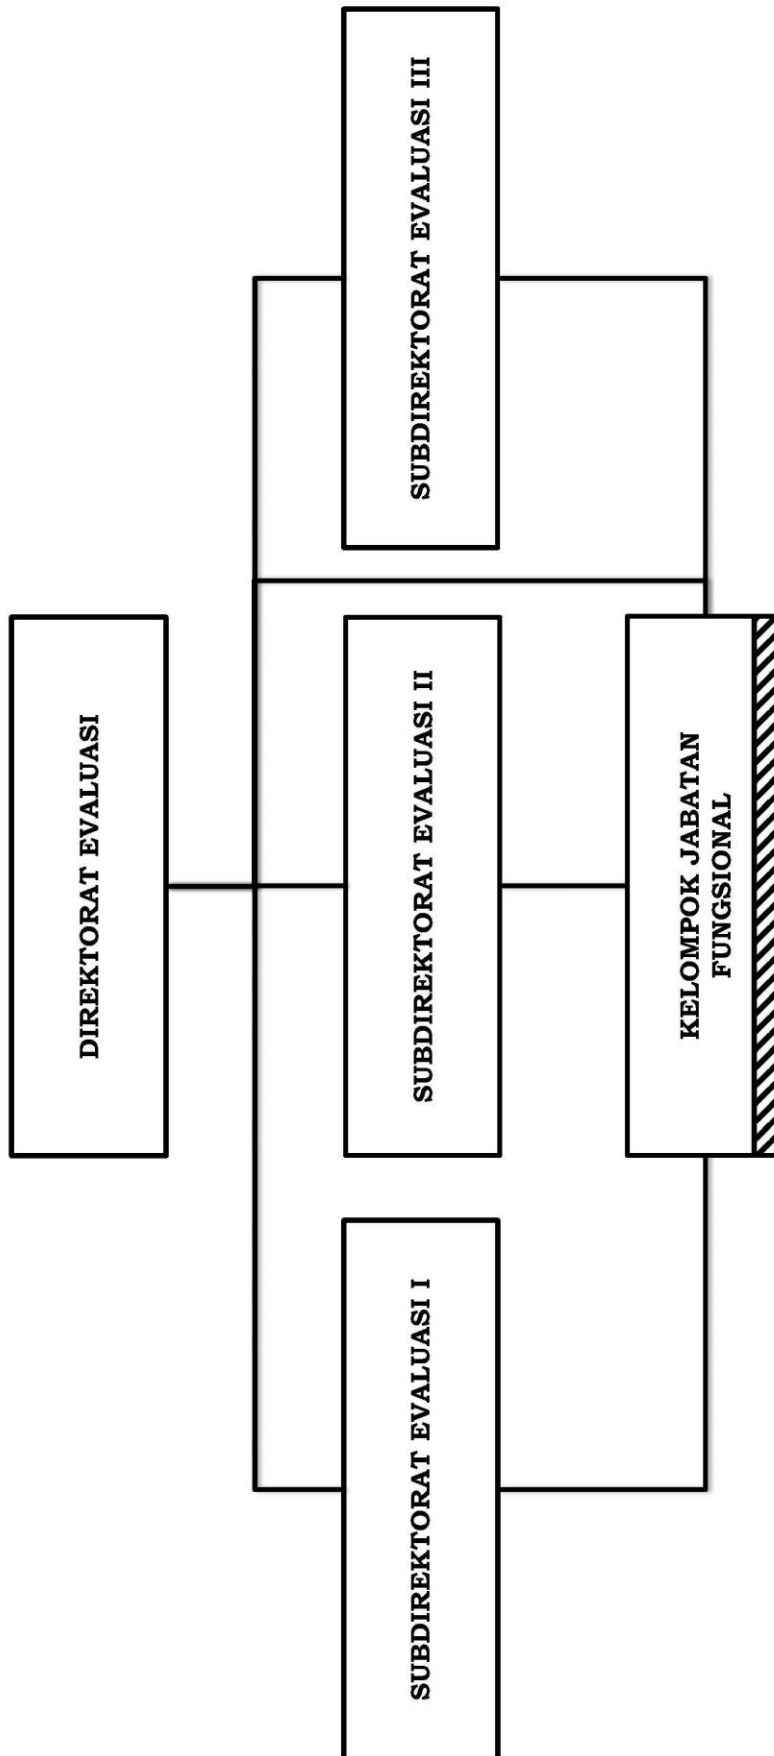 DIREKTORAT EVALUASI
SUBDIREKTORAT EVALUASI I
SUBDIREKTORAT EVALUASI II
SUBDIREKTORAT EVALUASI III
KELOMPOK JABATAN
FUNGSIONAL